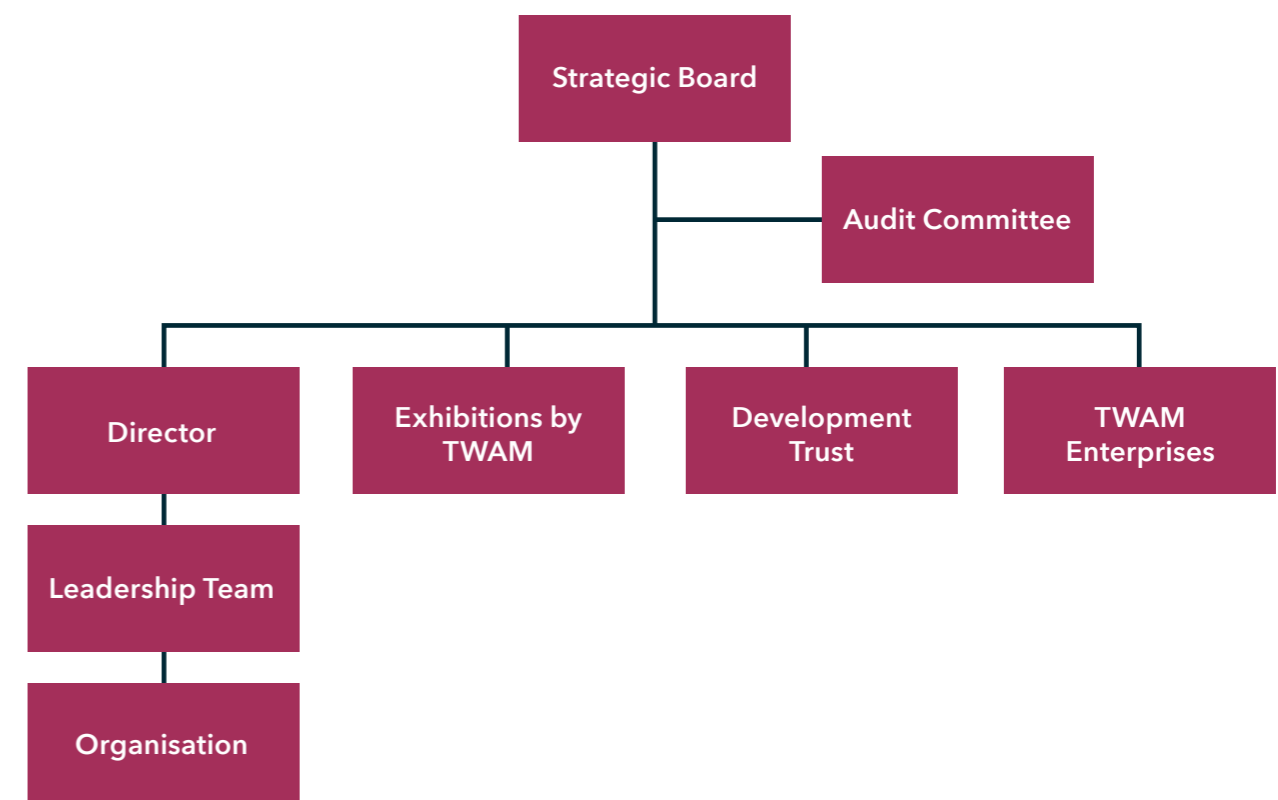 Strategic Board
Audit Committee
Director
Exhibitions by
TWAM
Development
Trust
TWAM
Enterprises
Leadership Team
Organisation